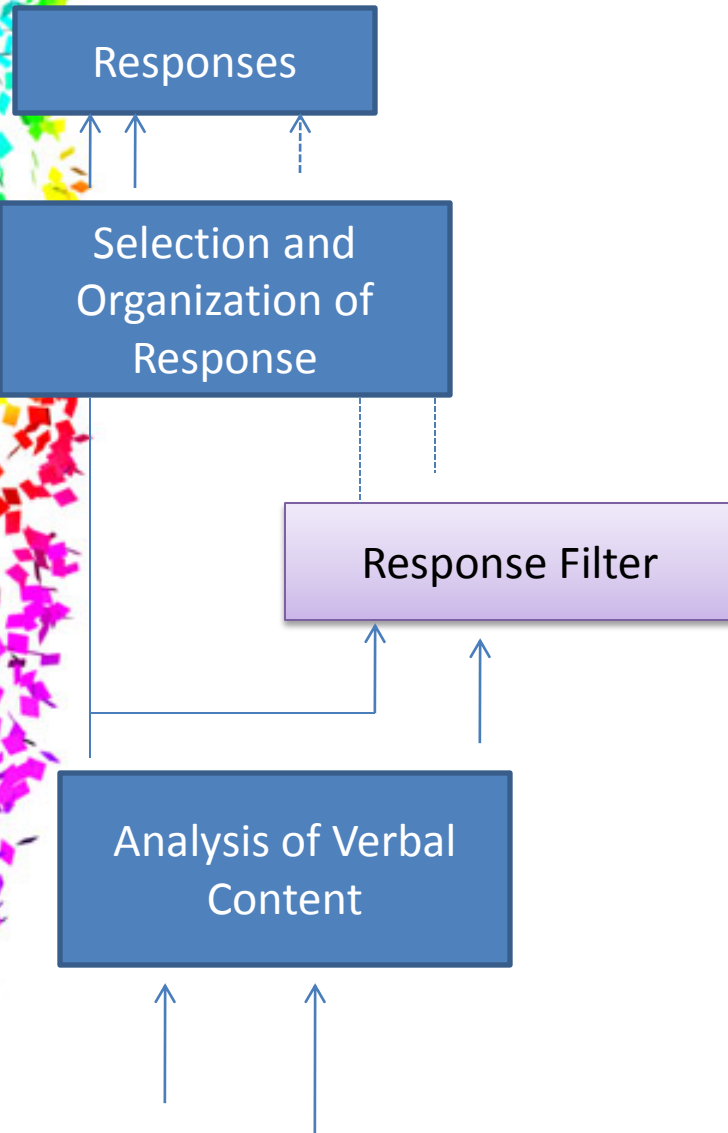 Responses
Selection and
Organization of
Response
Response Filter
Analysis of Verbal
Content